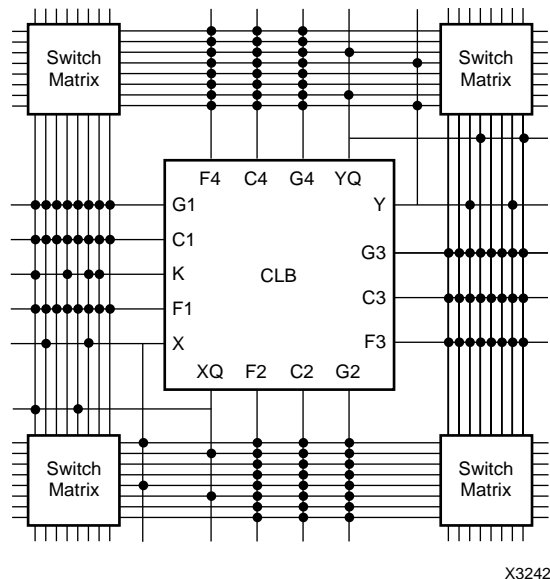 Switch
Matrix
Switch
Matrix
F4 C4 G4 YQ
G1 Y
C1 G3
K CLB
F1 C3
X F3
XQ F2 C2 G2
Switch
Matrix
Switch
Matrix
X3242